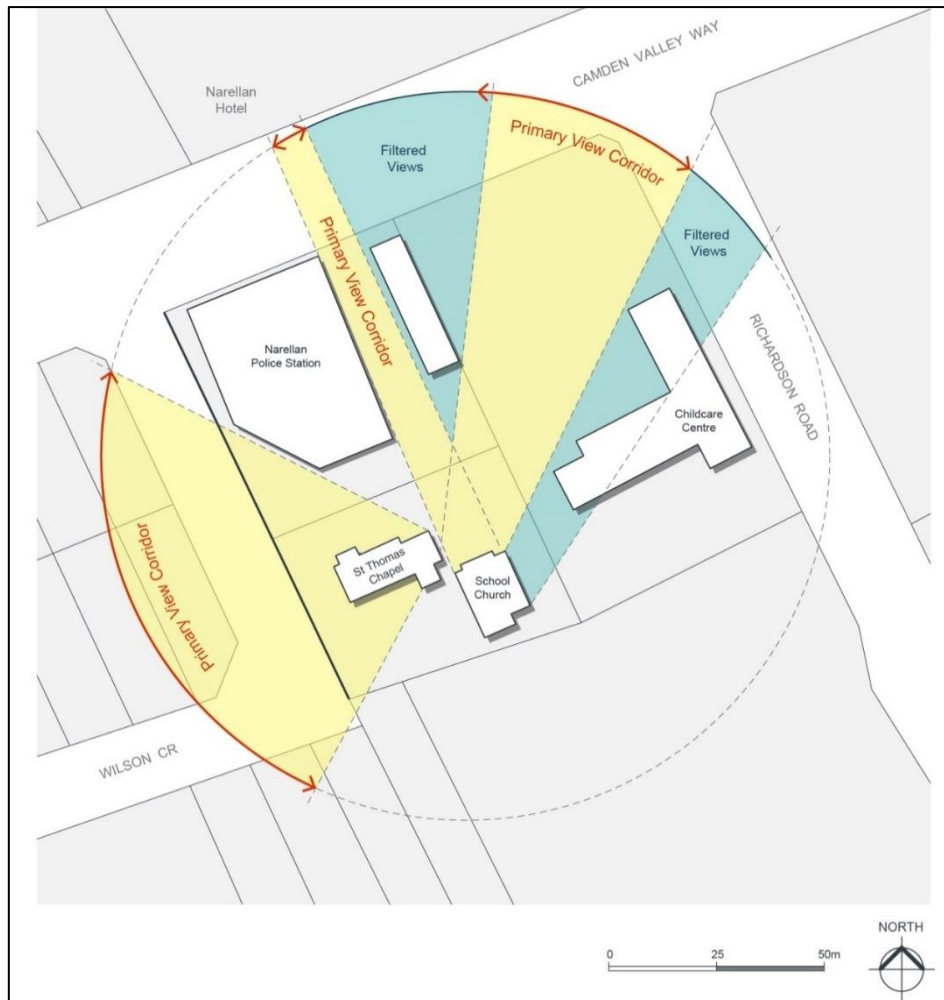 CAMDEN VALLEY WAY
Narellan
Hotel
Primary View Corridor
Filtered
Views
Primary View Corridor
Filtered
Views
Narellan
Police Station
RICHARDSON ROAD
Childcare
Centre
St Thomas
Chapel
School
Church
Primary View Corridor
WILSON CR
NORTH
0 25 50m